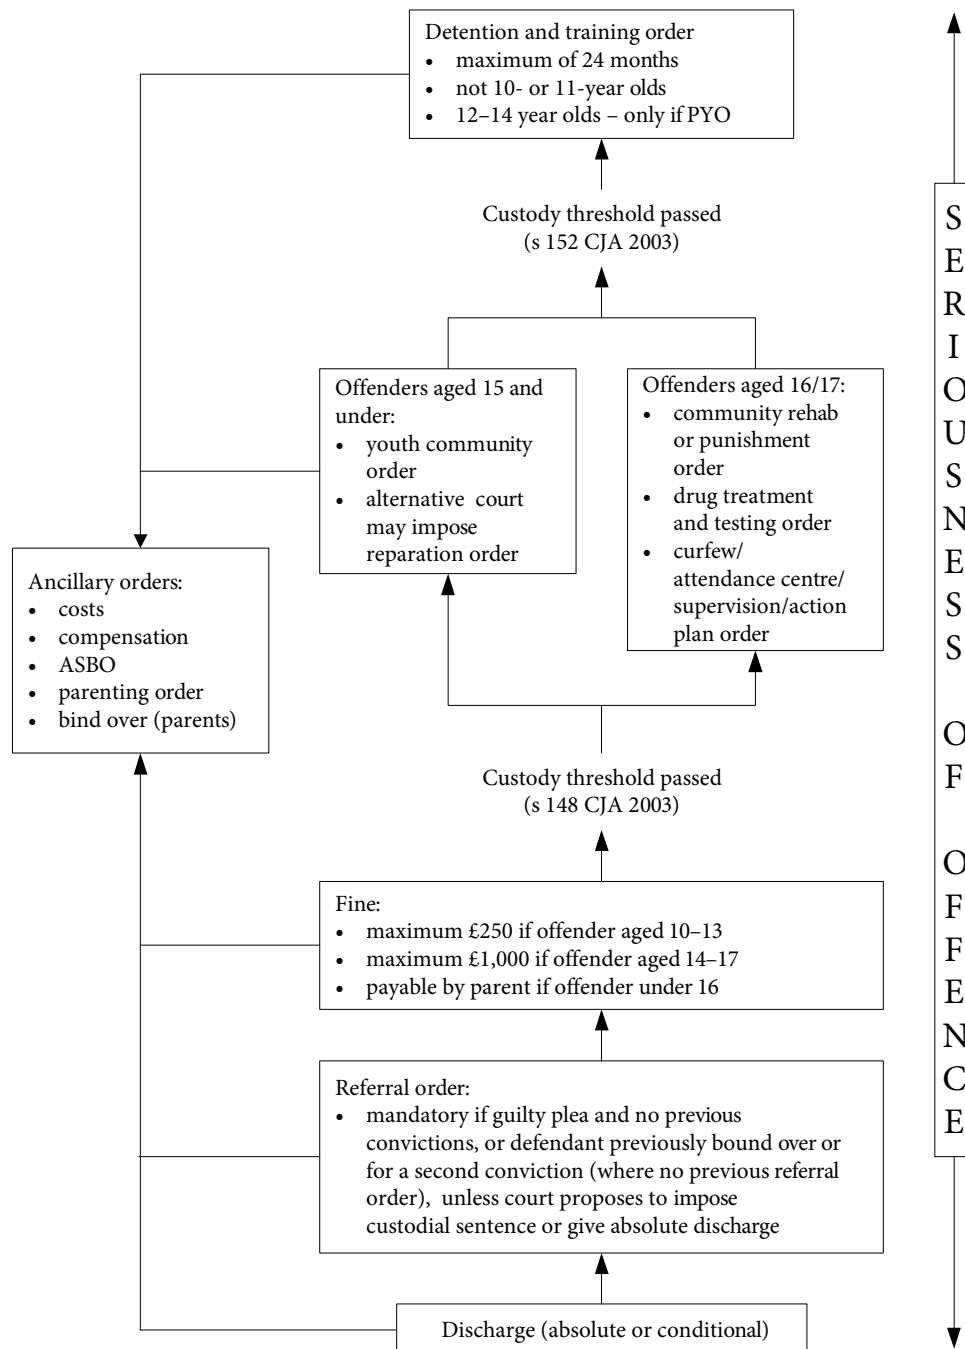 Detention and training order
• maximum of 24 months
• not 10- or 11-year olds
• 12–14 year olds – only if PYO
Custody threshold passed
(s 152 CJA 2003)
Offenders aged 15 and
under:
• youth community
order
• alternative court
may impose
reparation order
Offenders aged 16/17:
• community rehab
or punishment
order
• drug treatment
and testing order
• curfew/
attendance centre/
supervision/action
plan order
Ancillary orders:
• costs
• compensation
• ASBO
• parenting order
• bind over (parents)
Custody threshold passed
(s 148 CJA 2003)
Fine:
• maximum £250 if offender aged 10–13
• maximum £1,000 if offender aged 14–17
• payable by parent if offender under 16
Referral order:
• mandatory if guilty plea and no previous
convictions, or defendant previously bound over or
for a second conviction (where no previous referral
order), unless court proposes to impose
custodial sentence or give absolute discharge
Discharge (absolute or conditional)
SERIOUSNESS OF OFFENCE